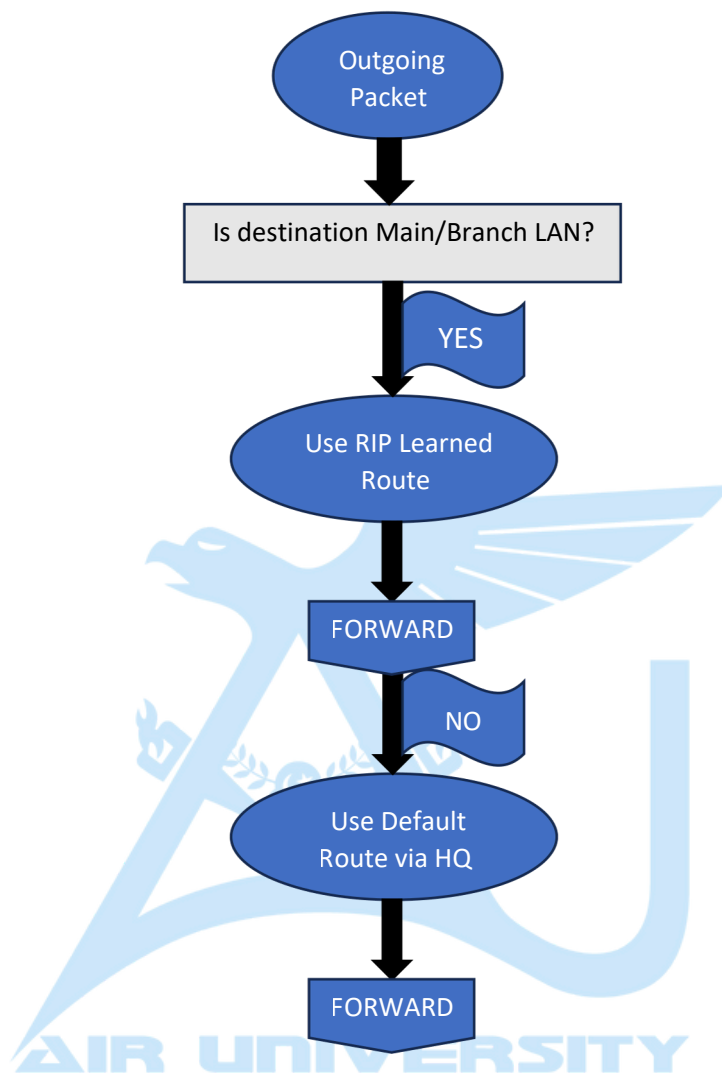 Outgoing
Packet
Is destination Main/Branch LAN?
YES
Use RIP Learned
Route
FORWARD
NO
Use Default
Route via HQ
FORWARD
AIR UNIVERSITY